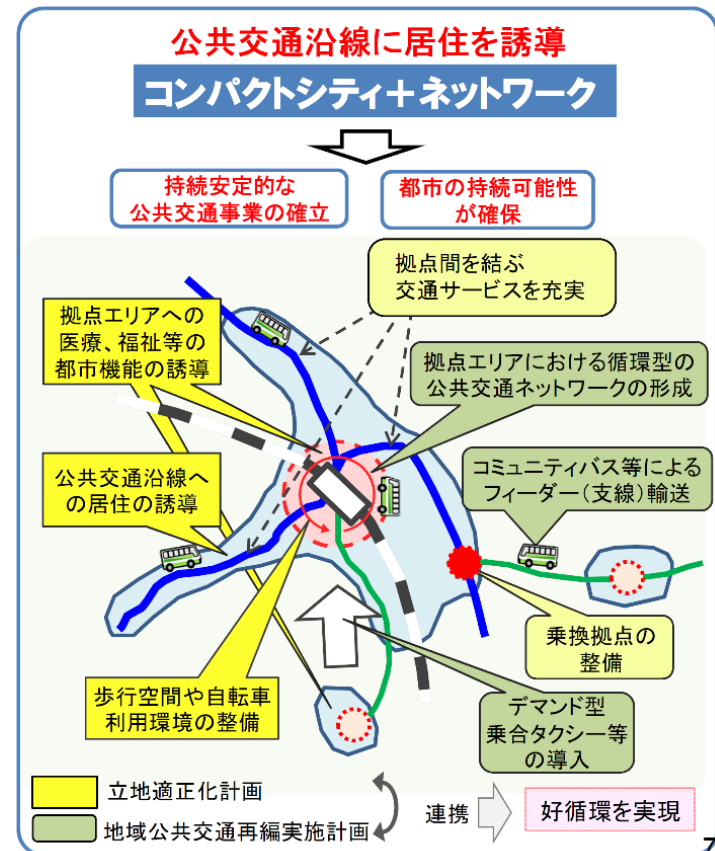 公共交通沿線に居住を誘導
コンパクトシティ＋ネットワーク
持続安定的な
公共交通事業の確立
都市の持続可能性
が確保
拠点間を結ぶ
交通サービスを充実
拠点エリアへの
医療、福祉等の
都市機能の誘導
拠点エリアにおける循環型の
公共交通ネットワークの形成
公共交通沿線へ
の居住の誘導
コミュニティバス等による
フィーダー（支線）輸送
乗換拠点の
整備
歩行空間や自転車
利用環境の整備
デマンド型
乗合タクシー等
の導入
立地適正化計画
地域公共交通再編実施計画
連携
好循環を実現
7